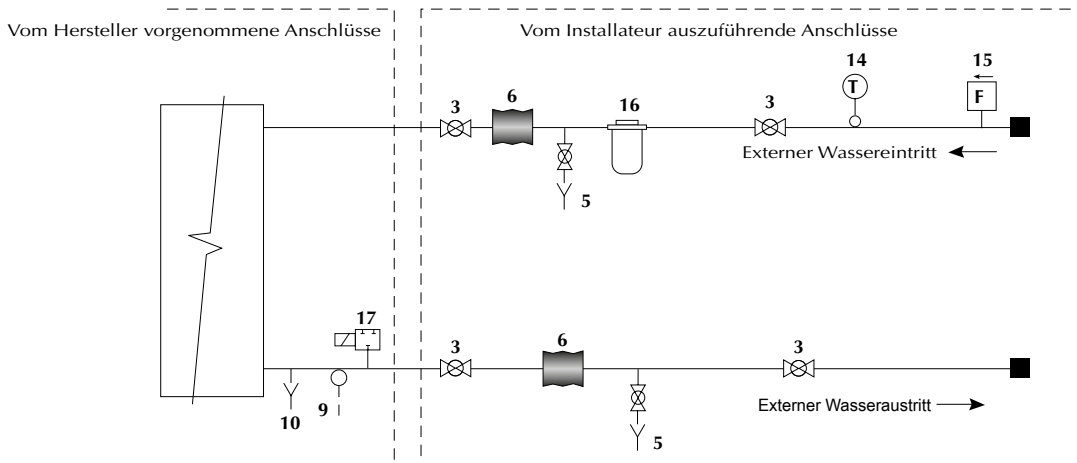 Vom Hersteller vorgenommene Anschlüsse
Vom Installateur auszuführende Anschlüsse
14
15
T
F
3
6
16
3
Externer Wassereintritt
5
17
3
6
3
10
9
Externer Wasseraustritt
5